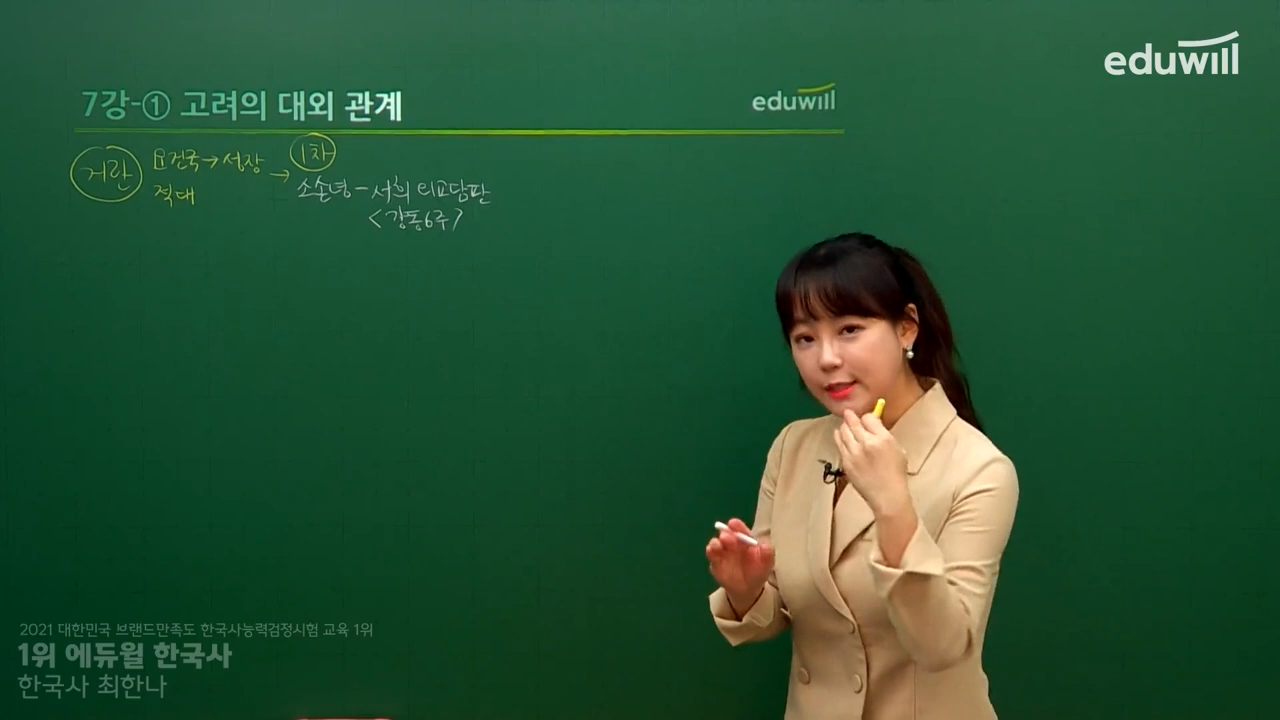 eduwill
7강-① 고려의 대외 관계
eduwill
거란
요건국→성장
적대
→
1차
소손녕-서희 외교담판
<강동6주>
2021 대한민국 브랜드만족도 한국사능력검정시험 교육 1위
1위 에듀윌 한국사
한국사 최한나